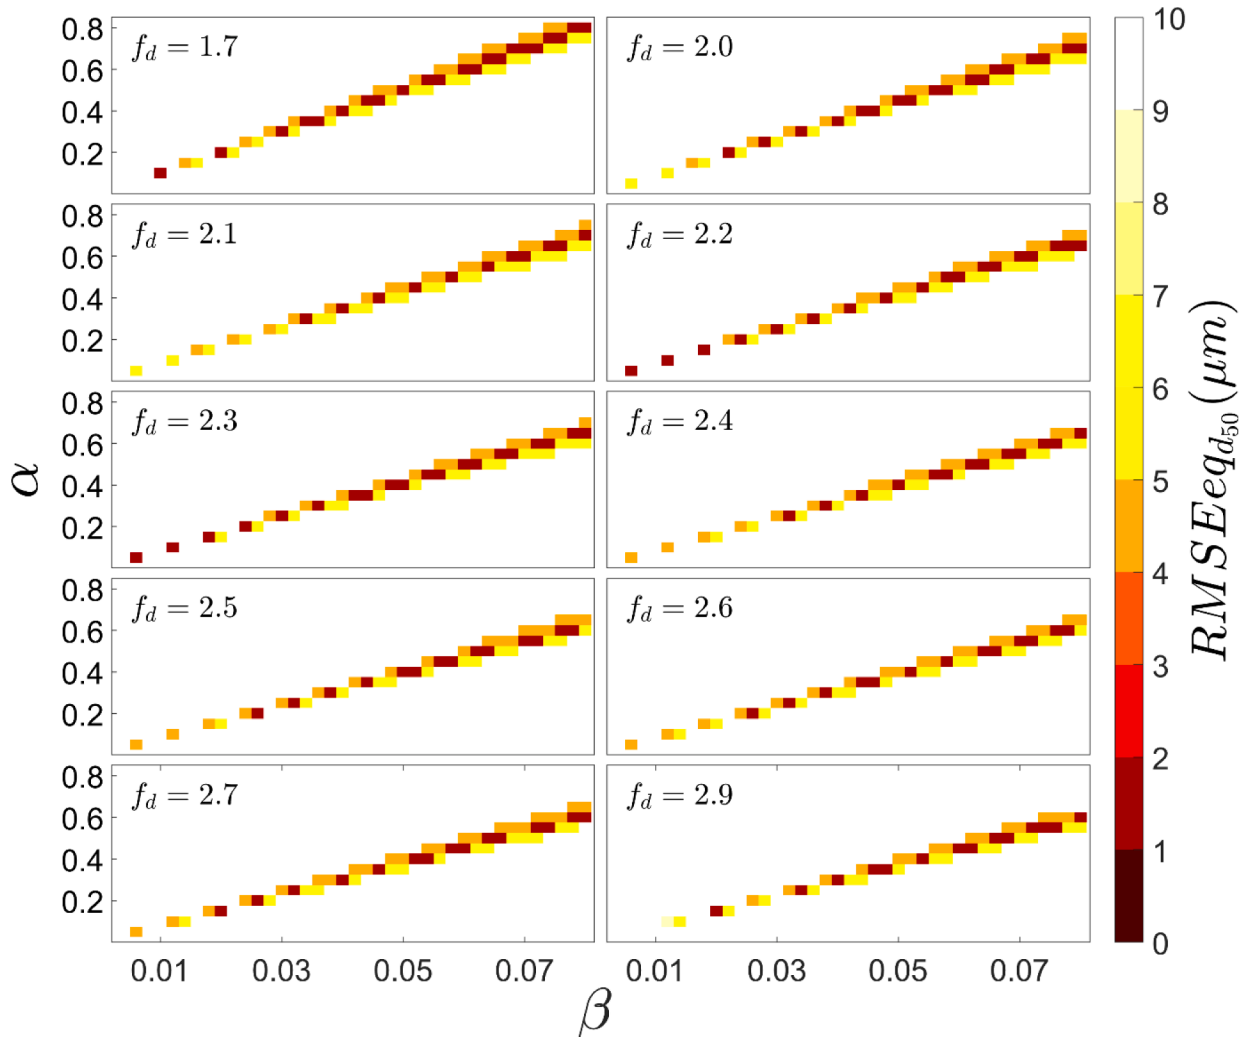 0.8
0.6
0.4
0.2
f_d = 1.7
f_d = 2.0
0.8
0.6
0.4
0.2
f_d = 2.1
f_d = 2.2
0.8
0.6
0.4
0.2
f_d = 2.3
f_d = 2.4
0.8
0.6
0.4
0.2
f_d = 2.5
f_d = 2.6
0.8
0.6
0.4
0.2
f_d = 2.7
f_d = 2.9
0.01 0.03 0.05 0.07
0.01 0.03 0.05 0.07
α
β
10
9
8
7
6
5
4
3
2
1
0
RMSEeq_{d_{50}} (μm)